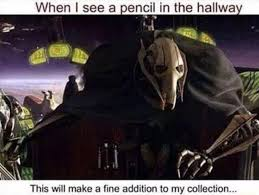 When I see a pencil in the hallway
This will make a fine addition to my collection...